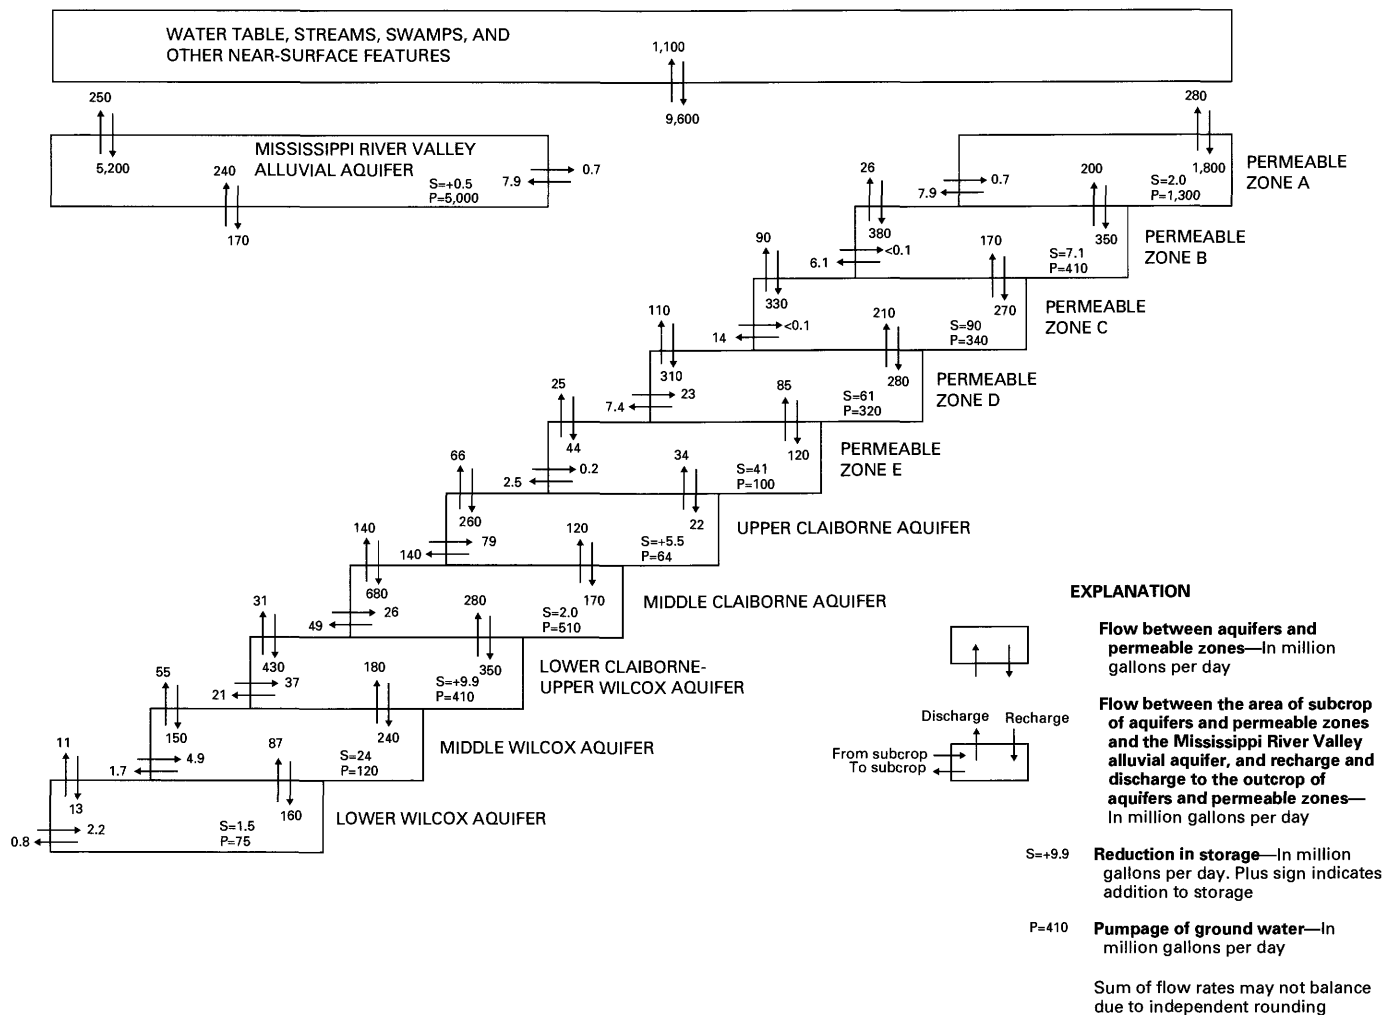 WATER TABLE, STREAMS, SWAMPS, AND
OTHER NEAR-SURFACE FEATURES
1,100
9,600
250
5,200
MISSISSIPPI RIVER VALLEY
ALLUVIAL AQUIFER
240
170
S=+0.5
P=5,000
0.7
7.9
280
1,800
PERMEABLE
ZONE A
0.7
7.9
200
350
S=2.0
P=1,300
26
380
PERMEABLE
ZONE B
<0.1
6.1
170
270
S=7.1
P=410
90
330
PERMEABLE
ZONE C
<0.1
14
210
280
S=90
P=340
110
310
PERMEABLE
ZONE D
23
7.4
85
120
S=61
P=320
25
44
PERMEABLE
ZONE E
0.2
2.5
34
22
S=41
P=100
66
260
UPPER CLAIBORNE AQUIFER
79
140
120
170
S=+5.5
P=64
140
680
MIDDLE CLAIBORNE AQUIFER
26
49
280
350
S=2.0
P=510
31
430
LOWER CLAIBORNE-
UPPER WILCOX AQUIFER
37
21
180
240
S=+9.9
P=410
55
150
MIDDLE WILCOX AQUIFER
4.9
1.7
87
160
S=24
P=120
11
13
LOWER WILCOX AQUIFER
2.2
0.8
S=1.5
P=75
EXPLANATION
Flow between aquifers and
permeable zones—In million
gallons per day
Discharge Recharge
From subcrop
To subcrop
Flow between the area of subcrop
of aquifers and permeable zones
and the Mississippi River Valley
alluvial aquifer, and recharge and
discharge to the outcrop of
aquifers and permeable zones—
In million gallons per day
S=+9.9 Reduction in storage—In million
gallons per day. Plus sign indicates
addition to storage
P=410 Pumpage of ground water—In
million gallons per day
Sum of flow rates may not balance
due to independent rounding